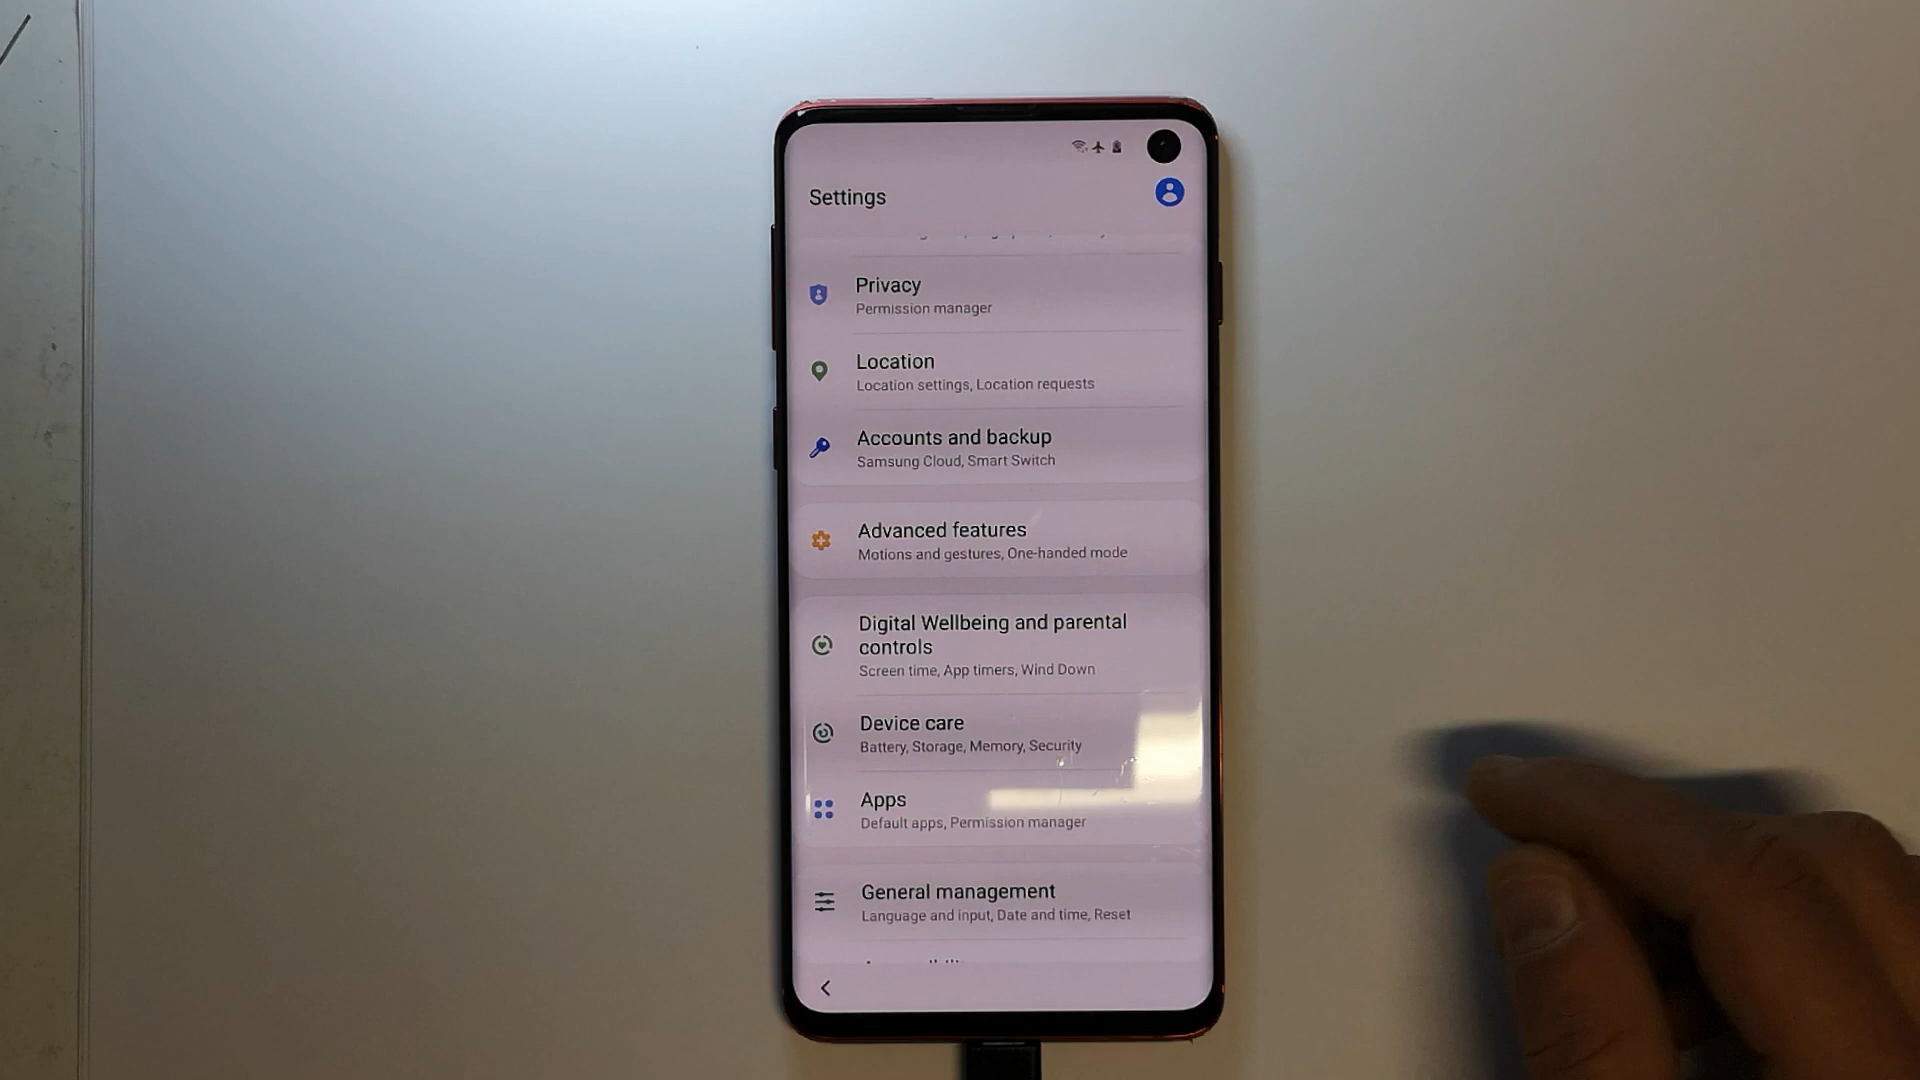 Settings
Privacy
Permission manager
Location
Location settings, Location requests
Accounts and backup
Samsung Cloud, Smart Switch
Advanced features
Motions and gestures, One-handed mode
Digital Wellbeing and parental
controls
Screen time, App timers, Wind Down
Device care
Battery, Storage, Memory, Security
Apps
Default apps, Permission manager
General management
Language and input, Date and time, Reset